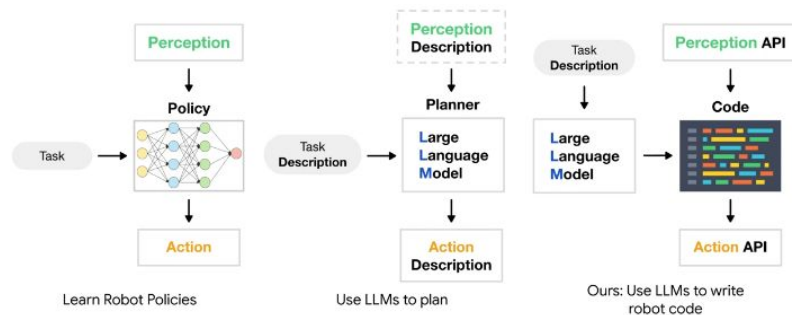 Perception
Policy
Task
Action
Learn Robot Policies
Perception
Description
Planner
Task
Description
Large
Language
Model
Action
Description
Use LLMs to plan
Task
Description
Large
Language
Model
Perception API
Code
Action API
Ours: Use LLMs to write
robot code